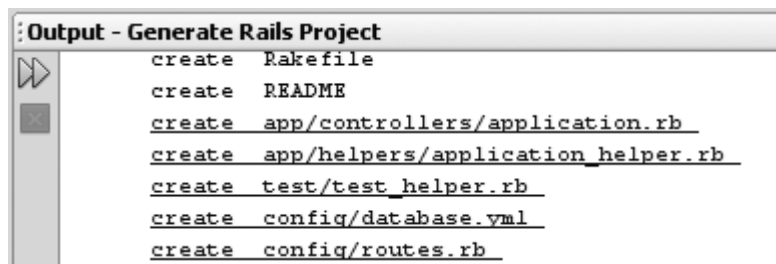 Output - Generate Rails Project
create Rakefile
create README
create app/controllers/application.rb
create app/helpers/application_helper.rb
create test/test_helper.rb
create config/database.yml
create config/routes.rb